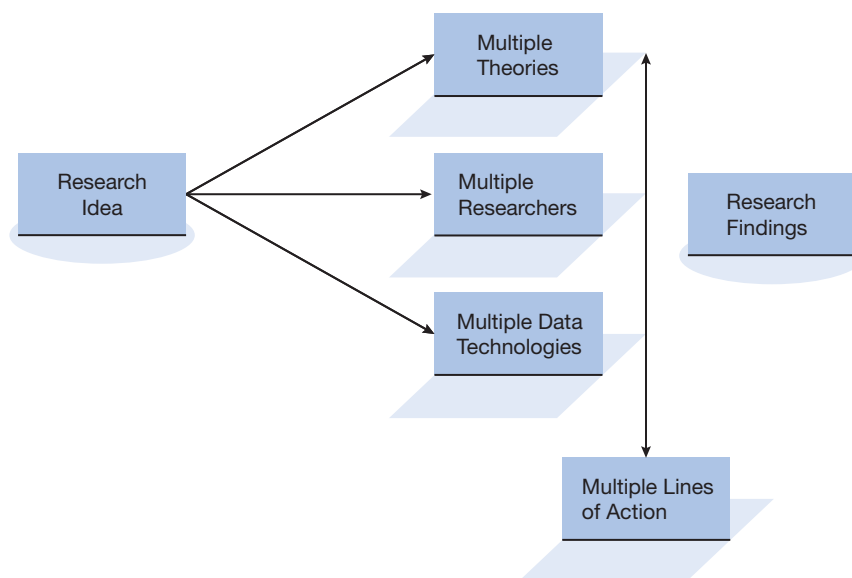 Multiple
Theories
Research
Idea
Multiple
Researchers
Research
Findings
Multiple Data
Technologies
Multiple Lines
of Action